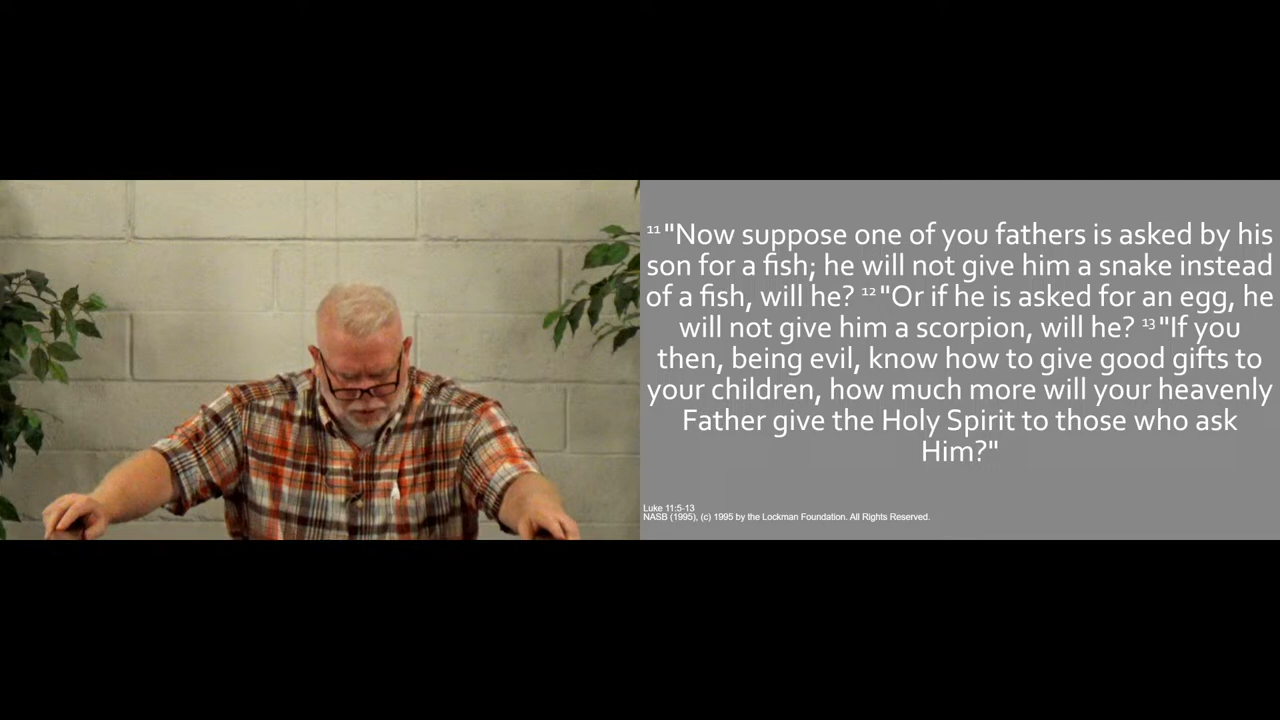 11 "Now suppose one of you fathers is asked by his
son for a fish; he will not give him a snake instead
of a fish, will he? 12 "Or if he is asked for an egg, he
will not give him a scorpion, will he? 13 "If you
then, being evil, know how to give good gifts to
your children, how much more will your heavenly
Father give the Holy Spirit to those who ask
Him?"
Luke 11:5-13
NASB (1995), (c) 1995 by the Lockman Foundation. All Rights Reserved.